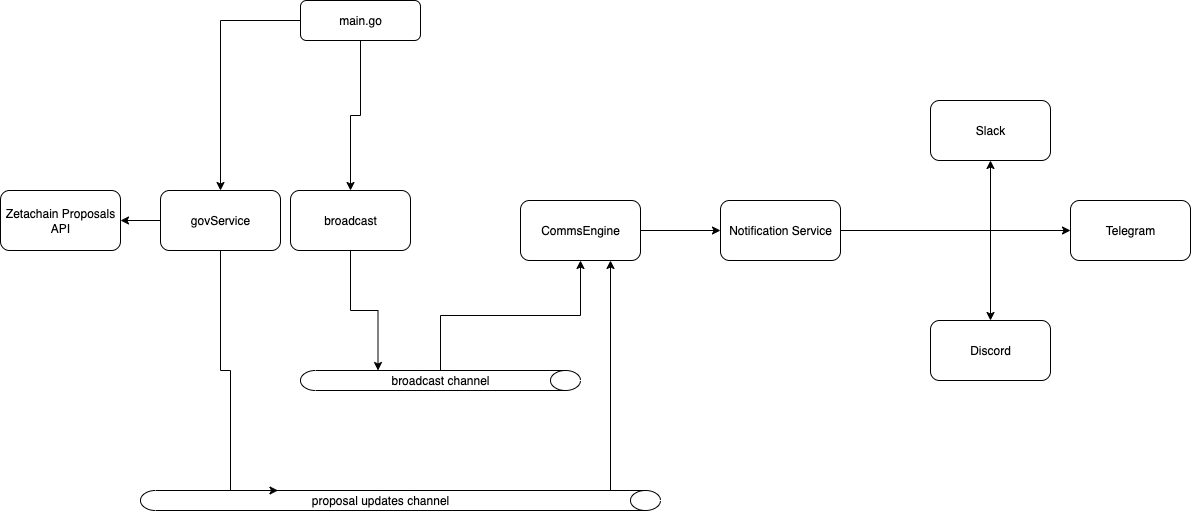 main.go
Slack
Zetachain Proposals
API
govService
broadcast
CommsEngine
Notification Service
Telegram
Discord
broadcast channel
proposal updates channel